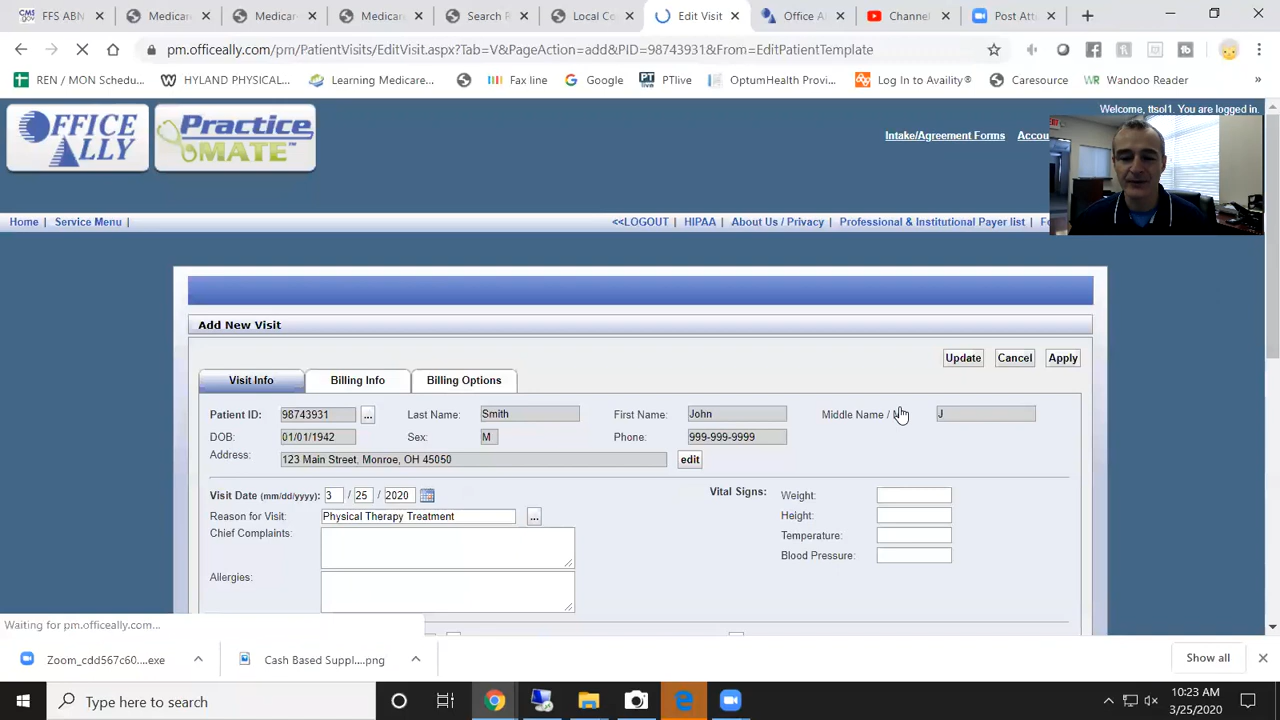 FFS ABN
Medicar
Medicar
Medicar
Search R
Local Co
Edit Visit
Office A
Channel
Post Att
pm.officeally.com/pm/PatientVisits/EditVisit.aspx?Tab=V&PageAction=add&PID=98743931&From=EditPatientTemplate
REN / MON Schedu...
HYLAND PHYSICAL...
Learning Medicare...
Fax line
Google
PTlive
OptumHealth Provi...
Log In to Availity®
Caresource
Wandoo Reader
»
Welcome, ttsol1. You are logged in.
OFFICE ALLY
Practice MATE™
Intake/Agreement Forms
Accou
Home |
Service Menu |
<<LOGOUT |
HIPAA |
About Us / Privacy |
Professional & Institutional Payer list |
Add New Visit
Update
Cancel
Apply
Visit Info
Billing Info
Billing Options
Patient ID:
98743931
...
Last Name:
Smith
First Name:
John
Middle Name /
J
DOB:
01/01/1942
Sex:
M
Phone:
999-999-9999
Address:
123 Main Street, Monroe, OH 45050
edit
Visit Date (mm/dd/yyyy):
3 / 25 / 2020
Vital Signs:
Weight:
Reason for Visit:
Physical Therapy Treatment
...
Height:
Chief Complaints:
Temperature:
Blood Pressure:
Allergies:
Waiting for pm.officeally.com...
Zoom_cdd567c60....exe
Cash Based Suppl....png
Show all
Type here to search
10:23 AM
3/25/2020